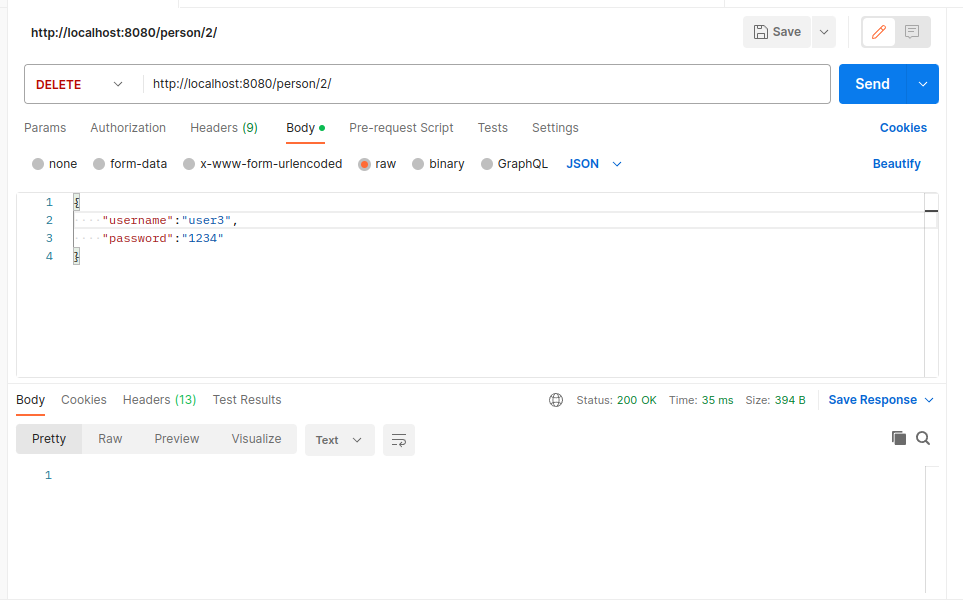 http://localhost:8080/person/2/ Save
DELETE http://localhost:8080/person/2/ Send
Params Authorization Headers (9) Body Pre-request Script Tests Settings Cookies
none form-data x-www-form-urlencoded raw binary GraphQL JSON Beautify
1 {
2 "username":"user3",
3 "password":"1234"
4 }
Body Cookies Headers (13) Test Results Status: 200 OK Time: 35 ms Size: 394 B Save Response
Pretty Raw Preview Visualize Text
1